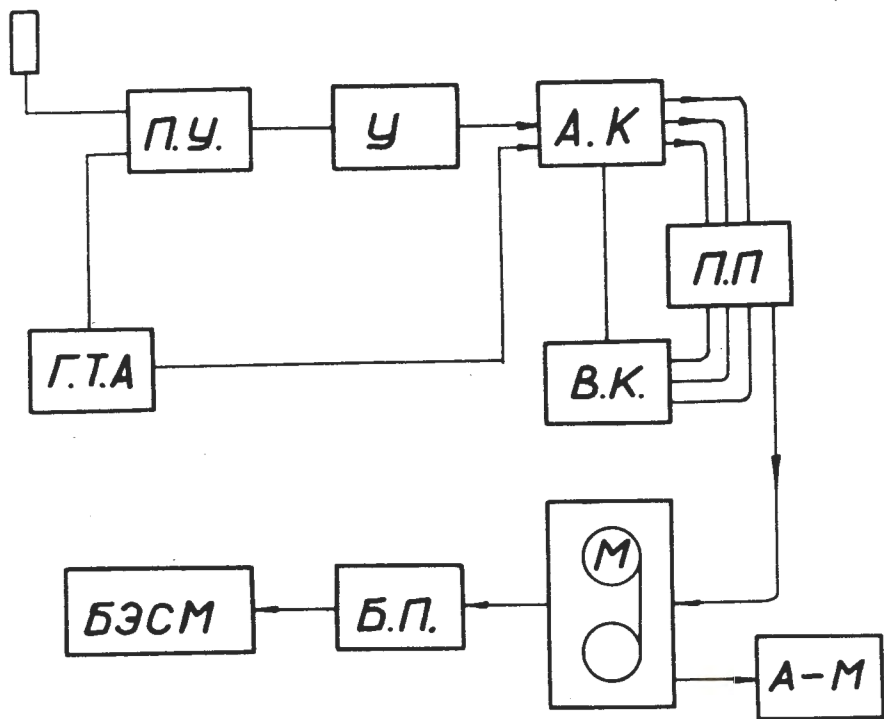 П.У.
У
А.К
П.П
Г.Т.А
В.К.
М
БЭСМ
Б.П.
А-М